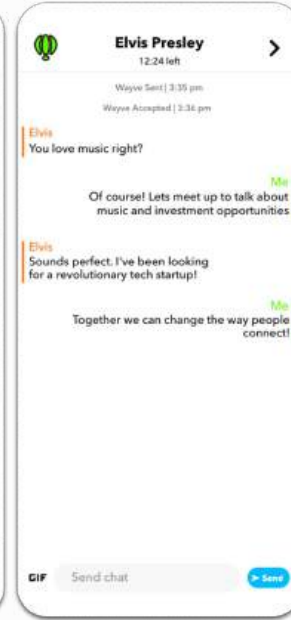 Elvis Presley
12:24 left
Wayve Sent | 3:35 pm
Wayve Accepted | 3:36 pm
Elvis
You love music right?
Me
Of course! Lets meet up to talk about
music and investment opportunities
Elvis
Sounds perfect. I've been looking
for a revolutionary tech startup!
Me
Together we can change the way people
connect!
GIF
Send chat
Send